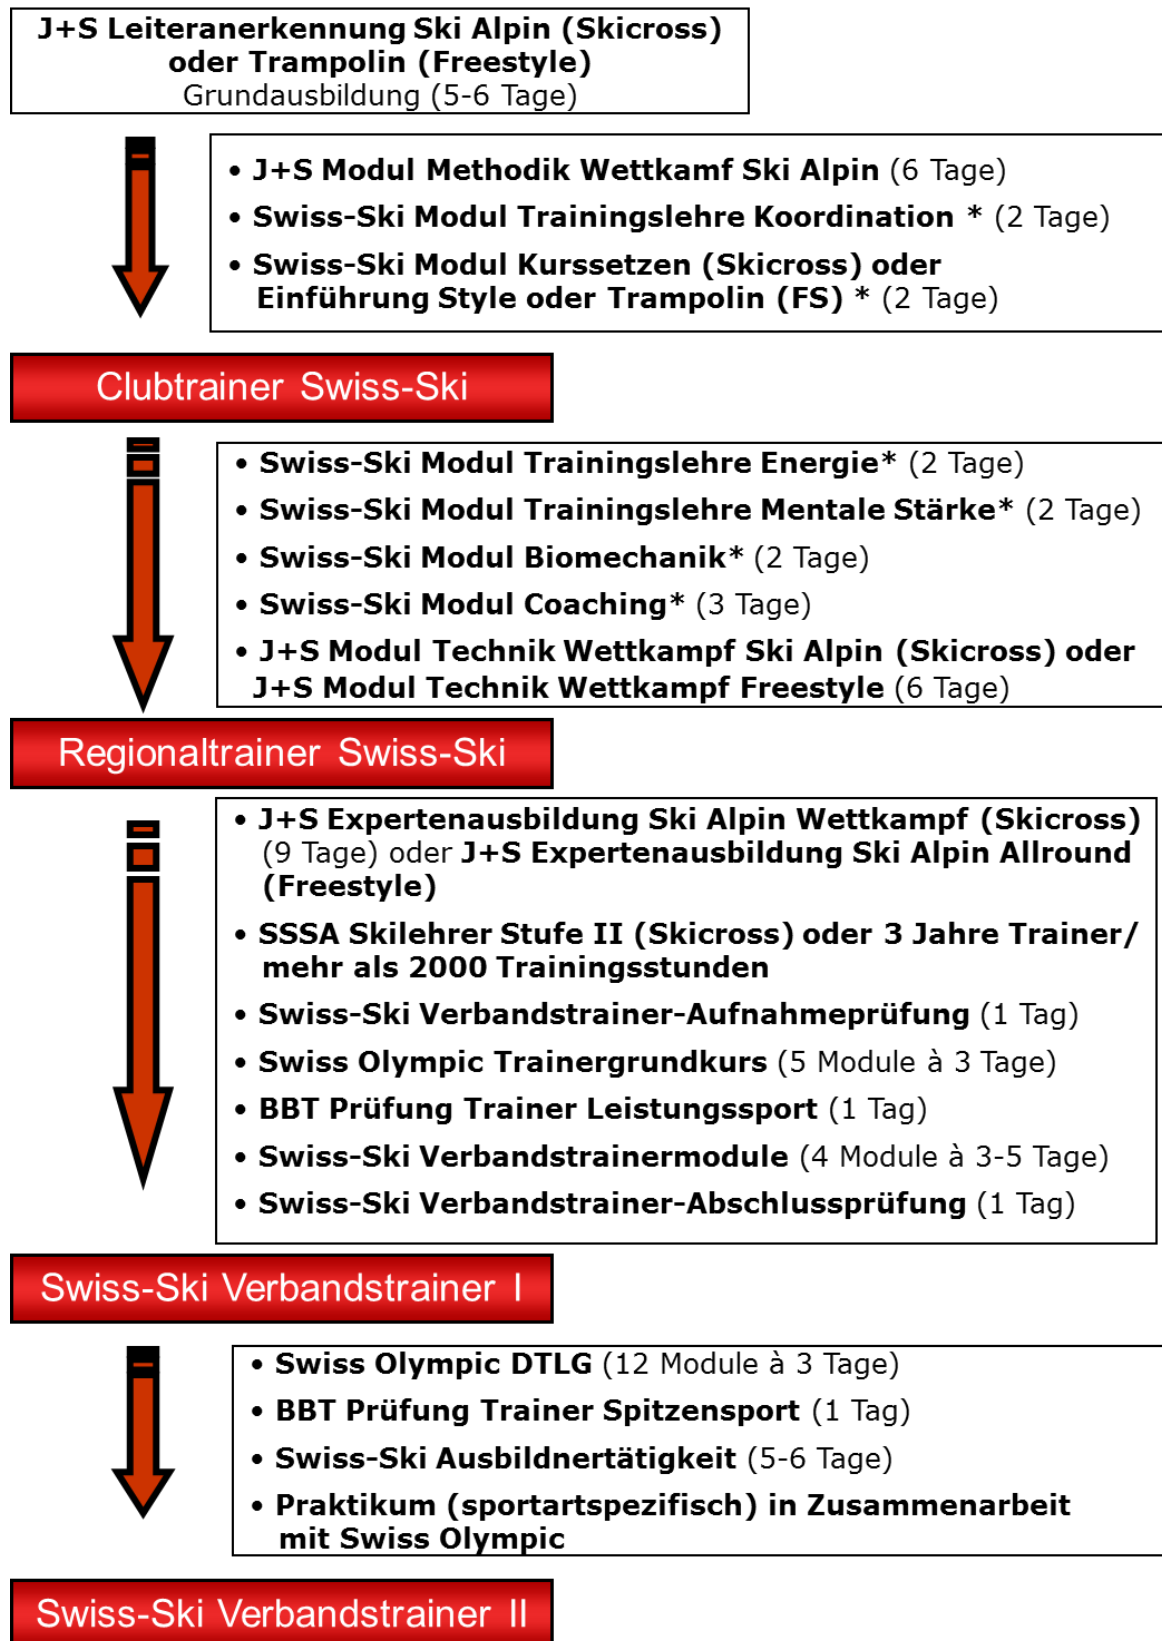 J+S Leiteranerkennung Ski Alpin (Skicross)
oder Trampolin (Freestyle)
Grundausbildung (5-6 Tage)
• J+S Modul Methodik Wettkamf Ski Alpin (6 Tage)
• Swiss-Ski Modul Trainingslehre Koordination * (2 Tage)
• Swiss-Ski Modul Kurssetzen (Skicross) oder
Einführung Style oder Trampolin (FS) * (2 Tage)
Clubtrainer Swiss-Ski
• Swiss-Ski Modul Trainingslehre Energie* (2 Tage)
• Swiss-Ski Modul Trainingslehre Mentale Stärke* (2 Tage)
• Swiss-Ski Modul Biomechanik* (2 Tage)
• Swiss-Ski Modul Coaching* (3 Tage)
• J+S Modul Technik Wettkampf Ski Alpin (Skicross) oder
J+S Modul Technik Wettkampf Freestyle (6 Tage)
Regionaltrainer Swiss-Ski
• J+S Expertenausbildung Ski Alpin Wettkampf (Skicross)
(9 Tage) oder J+S Expertenausbildung Ski Alpin Allround
(Freestyle)
• SSSA Skilehrer Stufe II (Skicross) oder 3 Jahre Trainer/
mehr als 2000 Trainingsstunden
• Swiss-Ski Verbandstrainer-Aufnahmeprüfung (1 Tag)
• Swiss Olympic Trainergrundkurs (5 Module à 3 Tage)
• BBT Prüfung Trainer Leistungssport (1 Tag)
• Swiss-Ski Verbandstrainermodule (4 Module à 3-5 Tage)
• Swiss-Ski Verbandstrainer-Abschlussprüfung (1 Tag)
Swiss-Ski Verbandstrainer I
• Swiss Olympic DTLG (12 Module à 3 Tage)
• BBT Prüfung Trainer Spitzensport (1 Tag)
• Swiss-Ski Ausbildnertätigkeit (5-6 Tage)
• Praktikum (sportartspezifisch) in Zusammenarbeit
mit Swiss Olympic
Swiss-Ski Verbandstrainer II